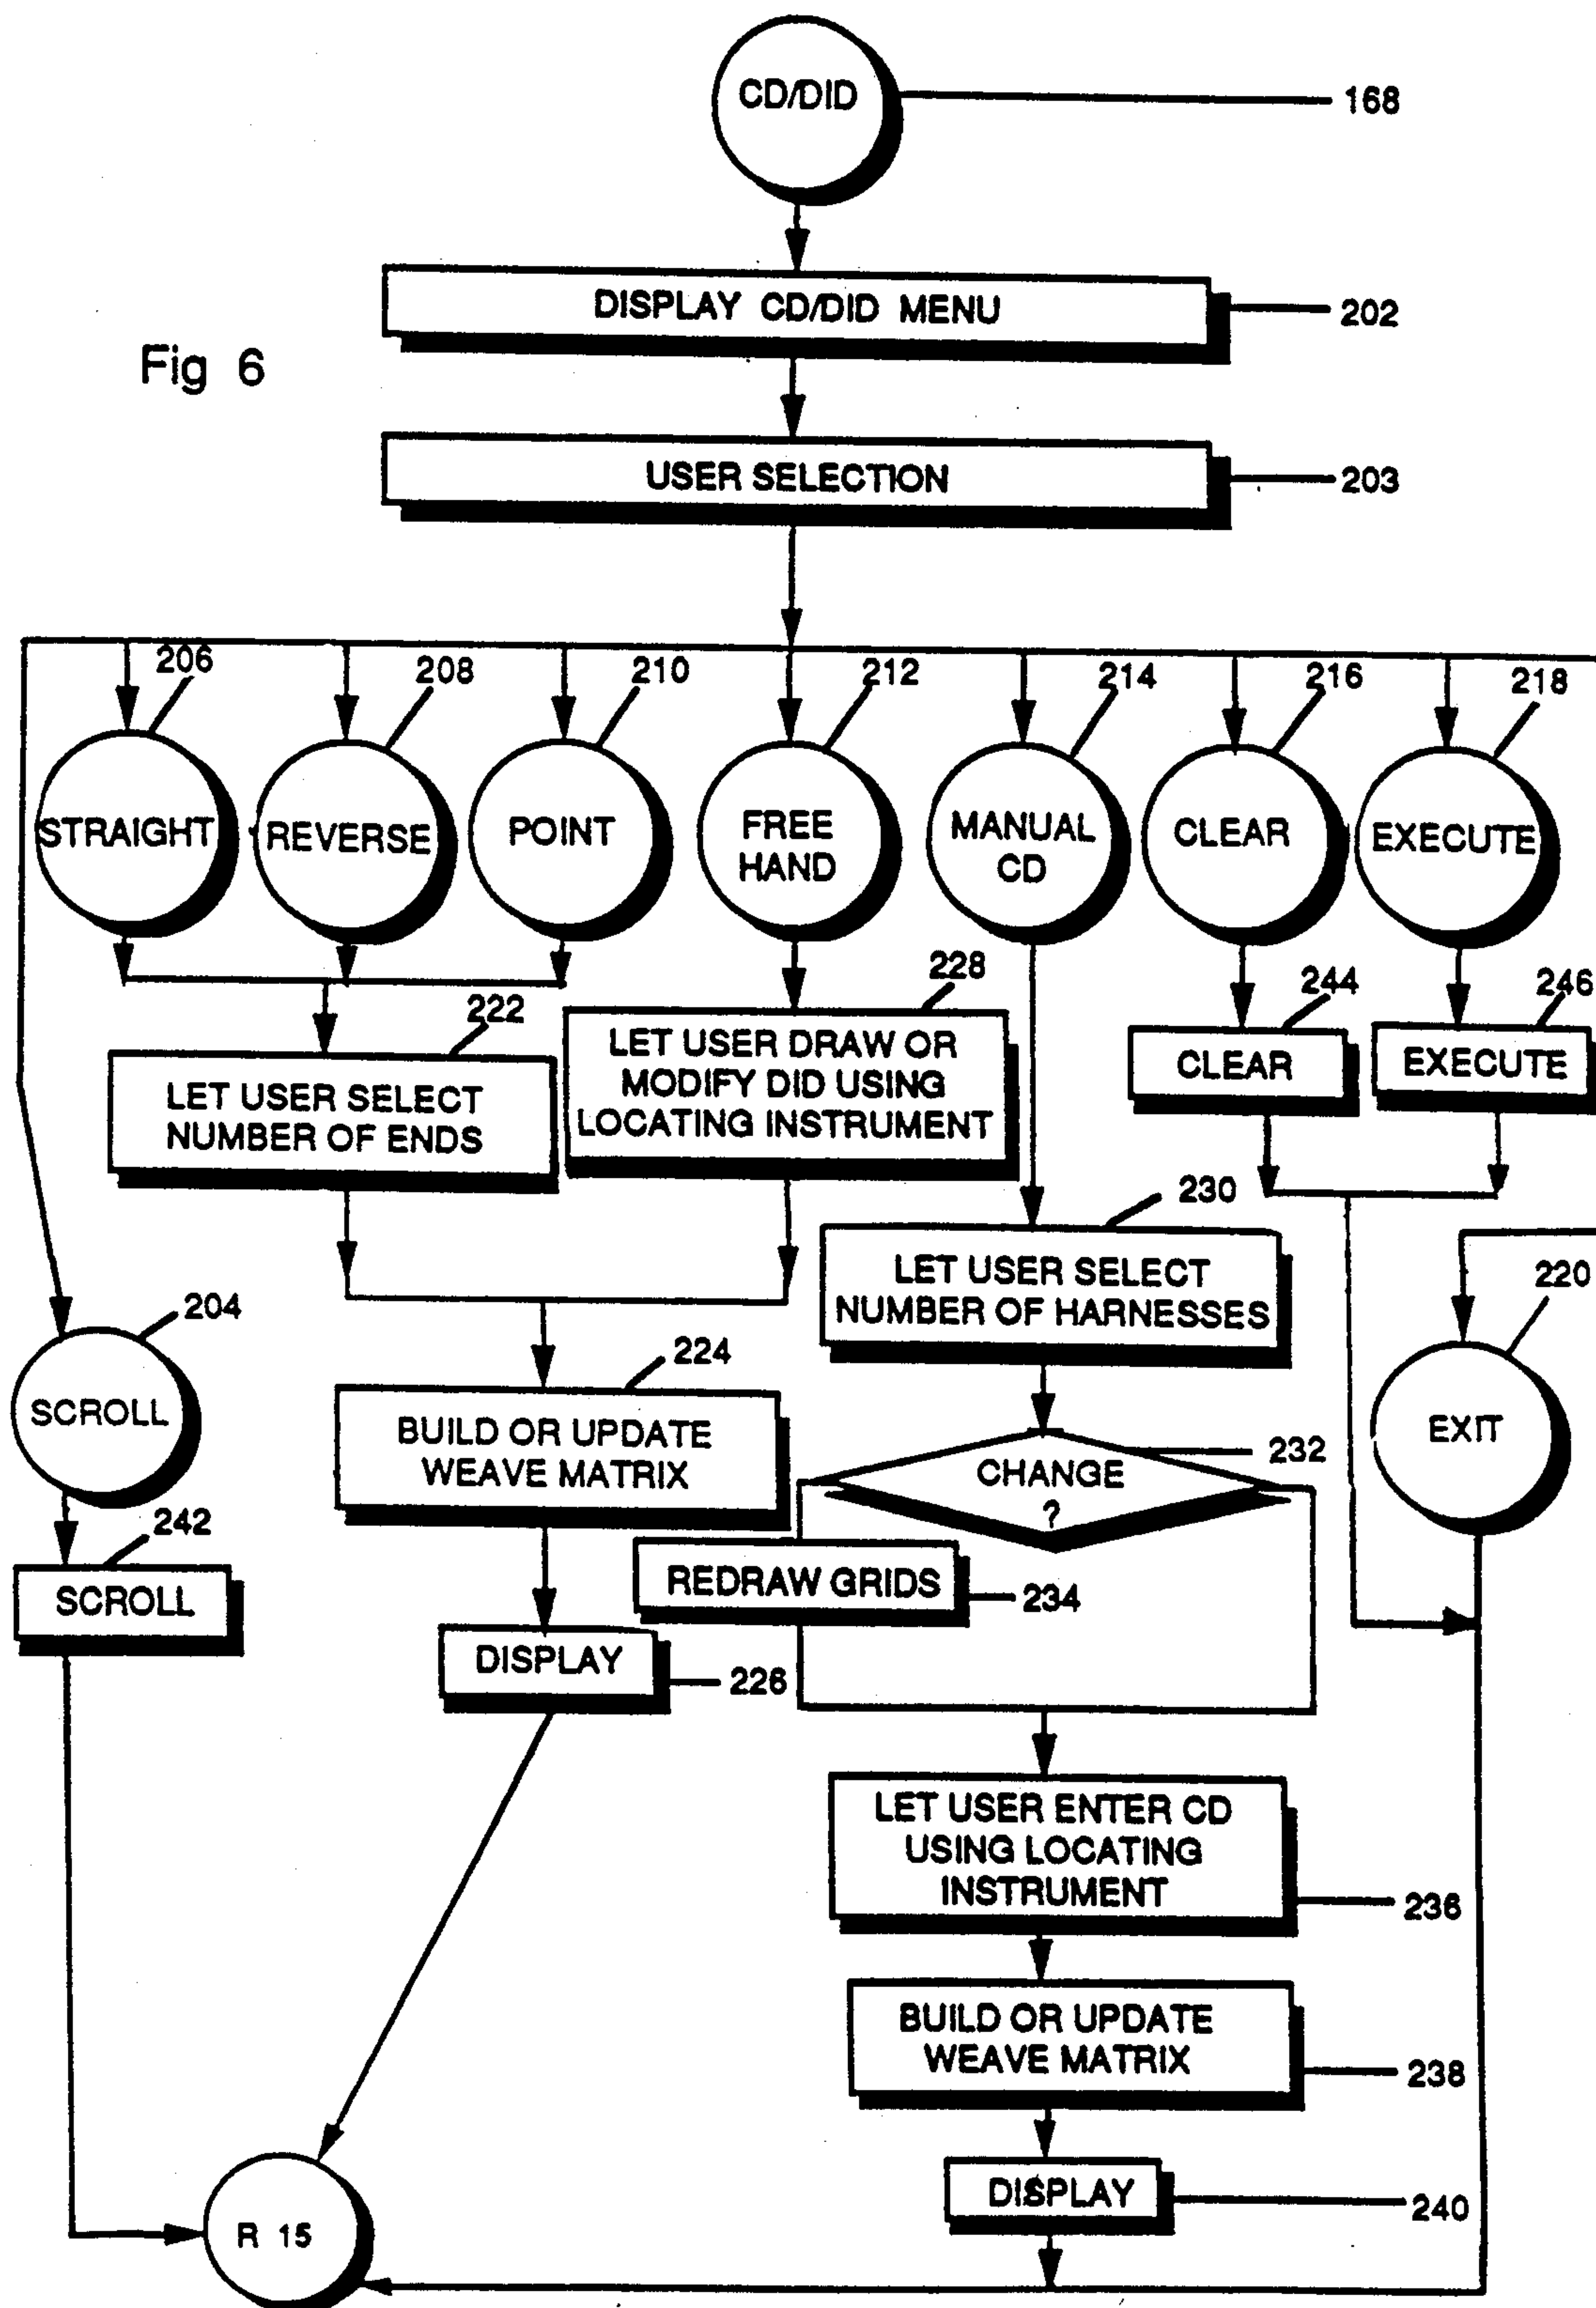 CD/DID
168
DISPLAY CD/DID MENU
202
Fig 6
USER SELECTION
203
206
208
210
212
214
216
218
STRAIGHT
REVERSE
POINT
FREE
HAND
MANUAL
CD
CLEAR
EXECUTE
222
LET USER SELECT
NUMBER OF ENDS
228
LET USER DRAW OR
MODIFY DID USING
LOCATING INSTRUMENT
244
CLEAR
246
EXECUTE
230
LET USER SELECT
NUMBER OF HARNESSES
220
EXIT
204
SCROLL
224
BUILD OR UPDATE
WEAVE MATRIX
232
CHANGE
?
242
SCROLL
REDRAW GRIDS
234
DISPLAY
226
LET USER ENTER CD
USING LOCATING
INSTRUMENT
236
BUILD OR UPDATE
WEAVE MATRIX
238
DISPLAY
240
R 15